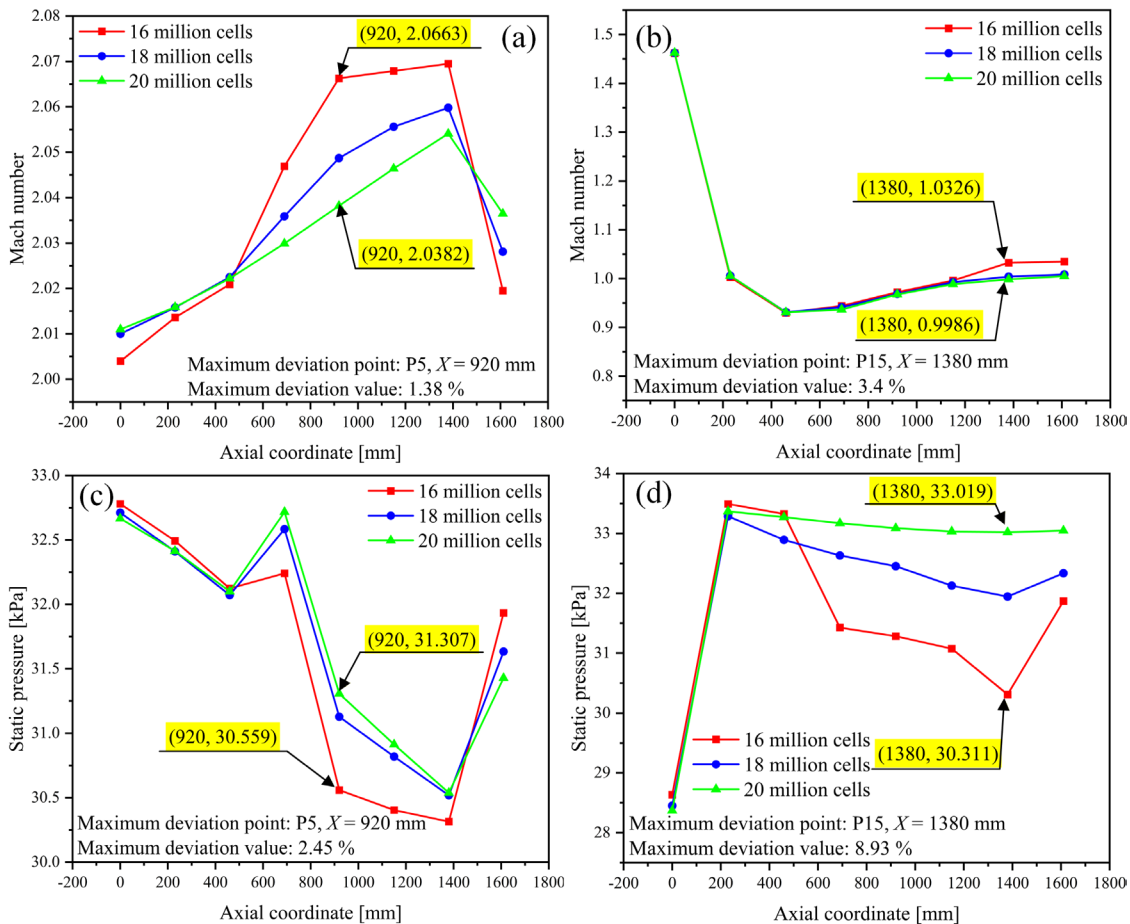 (a)
16 million cells
18 million cells
20 million cells
(920, 2.0663)
(920, 2.0382)
Maximum deviation point: P5, X = 920 mm
Maximum deviation value: 1.38 %
2.08
2.07
2.06
2.05
2.04
2.03
2.02
2.01
2.00
Mach number
-200 0 200 400 600 800 1000 1200 1400 1600 1800
Axial coordinate [mm]
(b)
16 million cells
18 million cells
20 million cells
(1380, 1.0326)
(1380, 0.9986)
Maximum deviation point: P15, X = 1380 mm
Maximum deviation value: 3.4 %
1.5
1.4
1.3
1.2
1.1
1.0
0.9
0.8
Mach number
-200 0 200 400 600 800 1000 1200 1400 1600 1800
Axial coordinate [mm]
(c)
16 million cells
18 million cells
20 million cells
(920, 31.307)
(920, 30.559)
Maximum deviation point: P5, X = 920 mm
Maximum deviation value: 2.45 %
33.0
32.5
32.0
31.5
31.0
30.5
30.0
Static pressure [kPa]
-200 0 200 400 600 800 1000 1200 1400 1600 1800
Axial coordinate [mm]
(d)
(1380, 33.019)
16 million cells
18 million cells
20 million cells
(1380, 30.311)
Maximum deviation point: P15, X = 1380 mm
Maximum deviation value: 8.93 %
34
33
32
31
30
29
28
Static pressure [kPa]
-200 0 200 400 600 800 1000 1200 1400 1600 1800
Axial coordinate [mm]